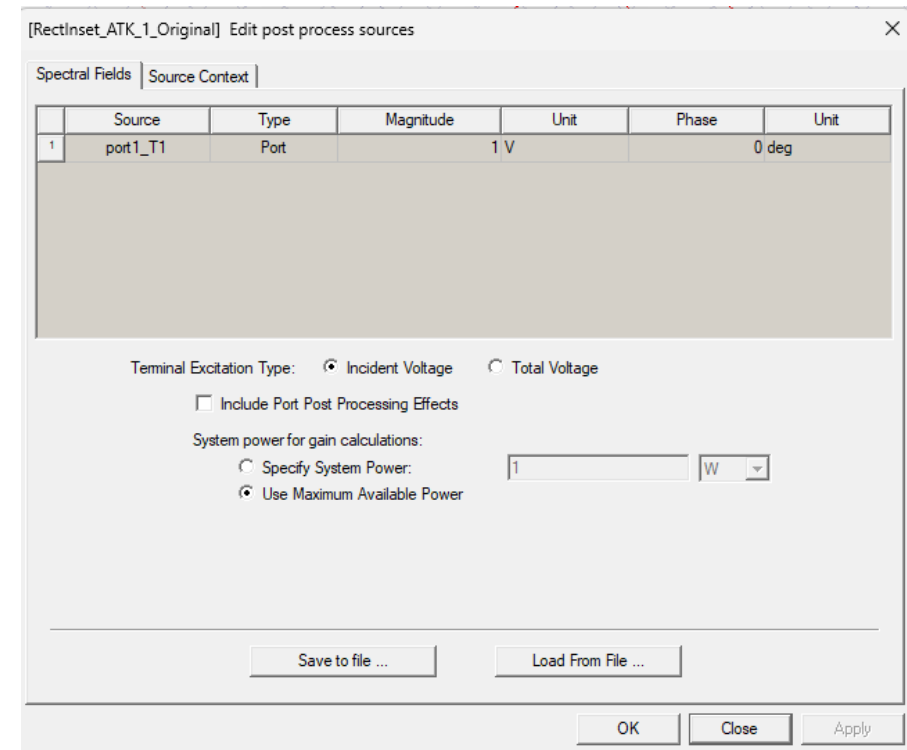 [RectInset_ATK_1_Original] Edit post process sources
Spectral Fields Source Context
Source Type Magnitude Unit Phase Unit
1 port1_T1 Port 1 V 0 deg
Terminal Excitation Type: Incident Voltage Total Voltage
Include Port Post Processing Effects
System power for gain calculations:
Specify System Power: 1 W
Use Maximum Available Power
Save to file ... Load From File ...
OK Close Apply